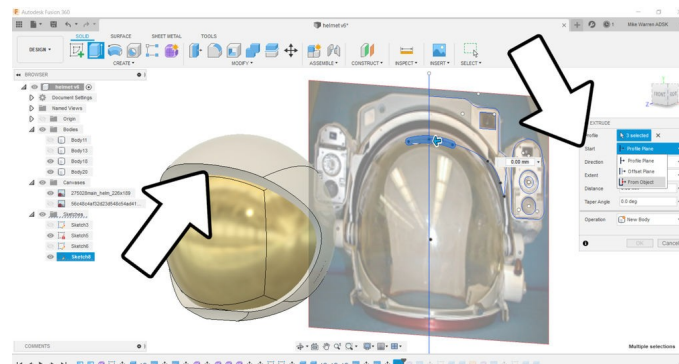 Autodesk Fusion 360
helmet v6*
Mike Warren ADSK
SOLID SURFACE SHEET METAL TOOLS
DESIGN
CREATE MODIFY ASSEMBLE CONSTRUCT INSPECT INSERT SELECT
BROWSER
helmet v6
Document Settings
Named Views
Origin
Bodies
Body11
Body13
Body18
Body20
Canvases
275028main_helm_226x159
Sketches
Sketch3
Sketch5
Sketch6
Sketch8
0.00 mm
EXTRUDE
Profile 3 selected
Start Profile Plane
Direction Profile Plane
Extent Offset Plane
Distance From Object
Taper Angle 0.0 deg
Operation New Body
OK Cancel
COMMENTS
Multiple selections